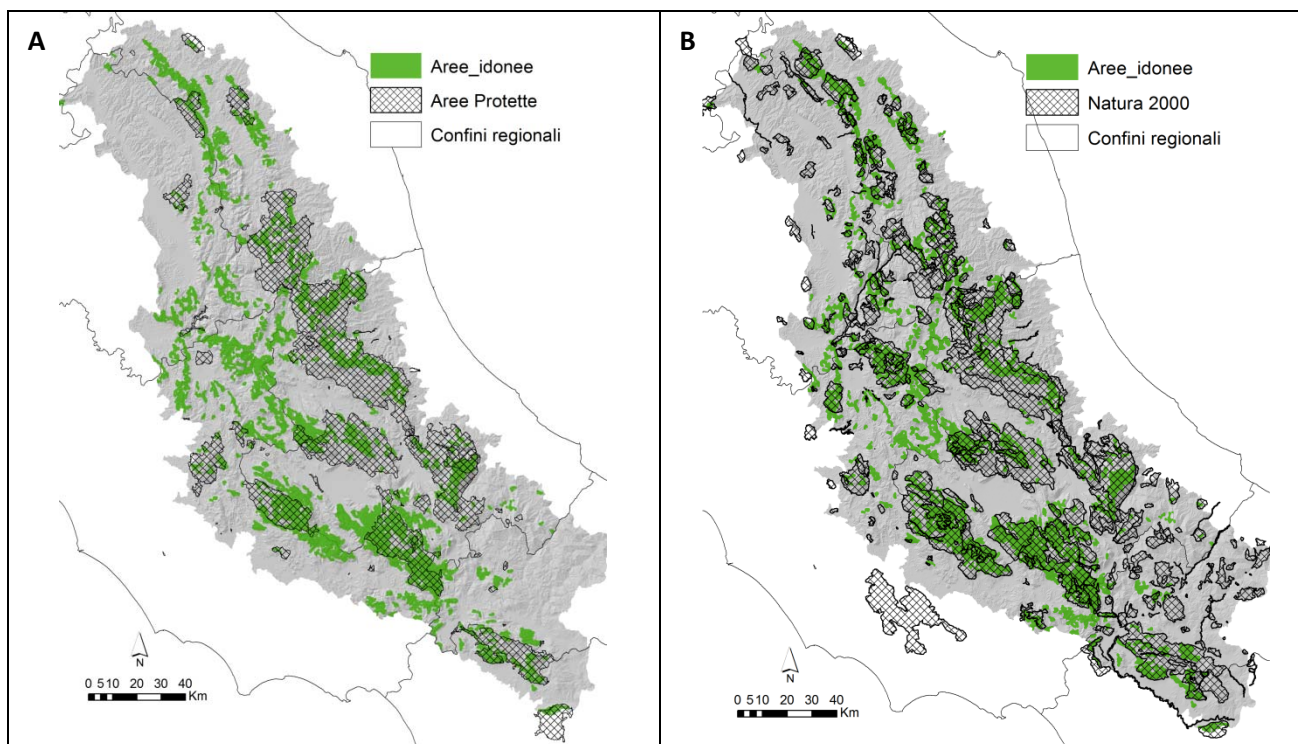 A
Aree_idonee
Aree Protette
Confini regionali
N
0 5 10 20 30 40
Km
B
Aree_idonee
Natura 2000
Confini regionali
N
0 5 10 20 30 40
Km